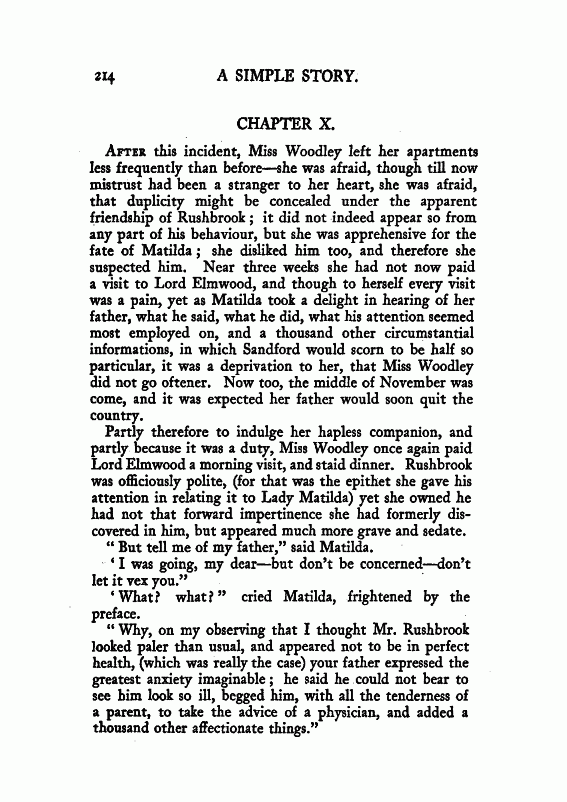 214 A SIMPLE STORY.
CHAPTER X.
AFTER this incident, Miss Woodley left her apartments
less frequently than before—she was afraid, though till now
mistrust had been a stranger to her heart, she was afraid,
that duplicity might be concealed under the apparent
friendship of Rushbrook; it did not indeed appear so from
any part of his behaviour, but she was apprehensive for the
fate of Matilda; she disliked him too, and therefore she
suspected him. Near three weeks she had not now paid
a visit to Lord Elmwood, and though to herself every visit
was a pain, yet as Matilda took a delight in hearing of her
father, what he said, what he did, what his attention seemed
most employed on, and a thousand other circumstantial
informations, in which Sandford would scorn to be half so
particular, it was a deprivation to her, that Miss Woodley
did not go oftener. Now too, the middle of November was
come, and it was expected her father would soon quit the
country.
Partly therefore to indulge her hapless companion, and
partly because it was a duty, Miss Woodley once again paid
Lord Elmwood a morning visit, and staid dinner. Rushbrook
was officiously polite, (for that was the epithet she gave his
attention in relating it to Lady Matilda) yet she owned he
had not that forward impertinence she had formerly dis-
covered in him, but appeared much more grave and sedate.
"But tell me of my father," said Matilda.
'I was going, my dear—but don't be concerned—don't
let it vex you."
'What? what?" cried Matilda, frightened by the
preface.
"Why, on my observing that I thought Mr. Rushbrook
looked paler than usual, and appeared not to be in perfect
health, (which was really the case) your father expressed the
greatest anxiety imaginable; he said he could not bear to
see him look so ill, begged him, with all the tenderness of
a parent, to take the advice of a physician, and added a
thousand other affectionate things."